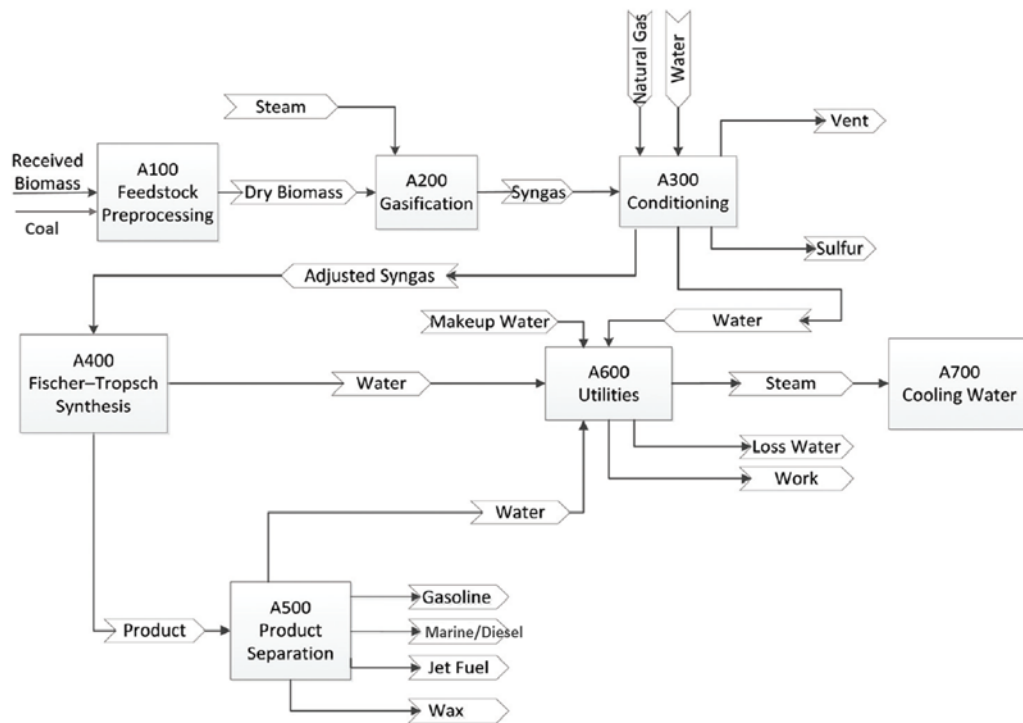 Natural Gas
Water
Steam
Vent
Received
Biomass
Coal
A100
Feedstock
Preprocessing
Dry Biomass
A200
Gasification
Syngas
A300
Conditioning
Sulfur
Adjusted Syngas
Makeup Water
Water
A400
Fischer–Tropsch
Synthesis
Water
A600
Utilities
Steam
A700
Cooling Water
Loss Water
Work
Water
Product
A500
Product
Separation
Gasoline
Marine/Diesel
Jet Fuel
Wax